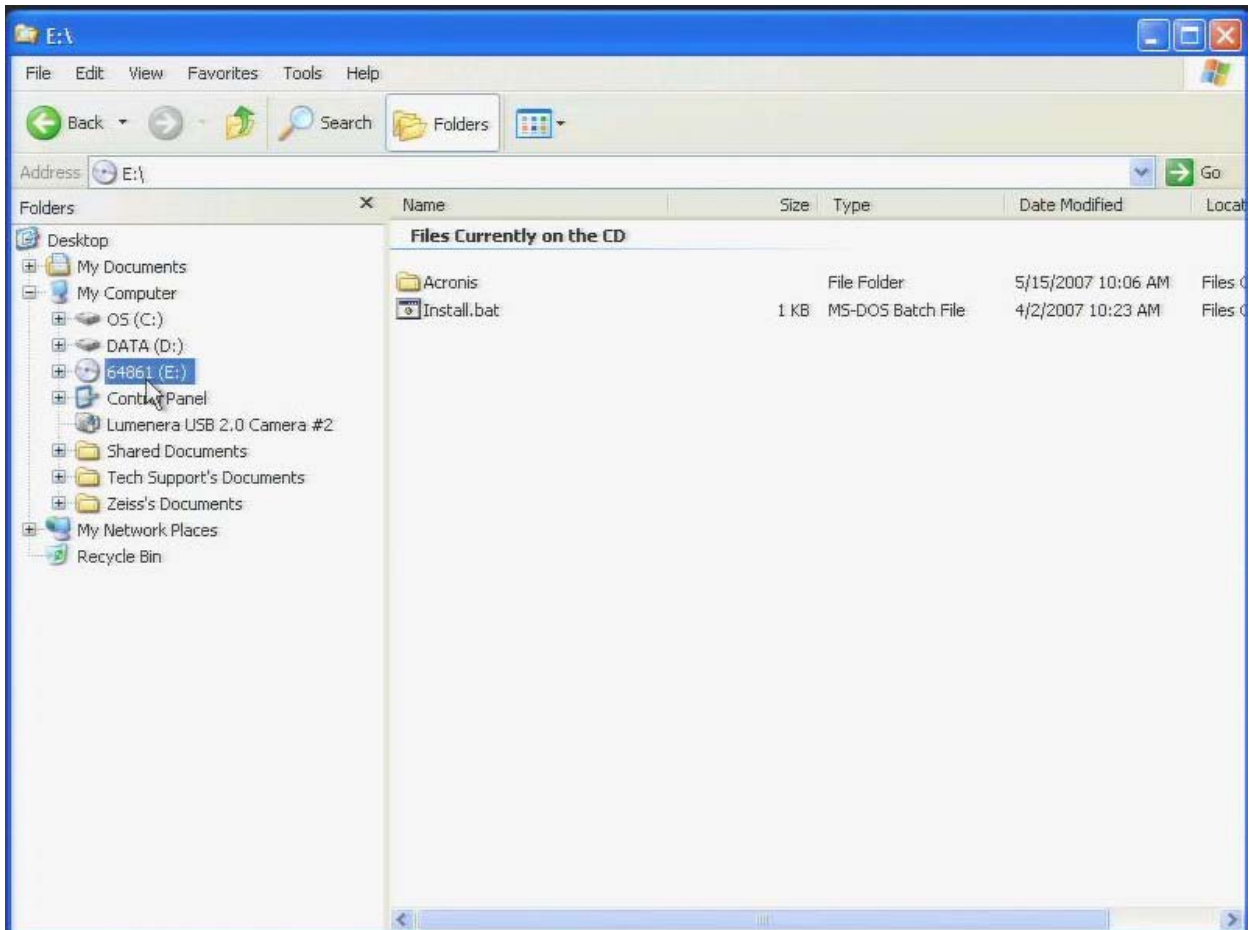 E:\
File Edit View Favorites Tools Help
Back Search Folders
Address E:\ Go
Folders
Desktop
My Documents
My Computer
OS (C:)
DATA (D:)
64861 (E:)
Control Panel
Lumenera USB 2.0 Camera #2
Shared Documents
Tech Support's Documents
Zeiss's Documents
My Network Places
Recycle Bin
Name Size Type Date Modified Locat
Files Currently on the CD
Acronis File Folder 5/15/2007 10:06 AM Files
Install.bat 1 KB MS-DOS Batch File 4/2/2007 10:23 AM Files